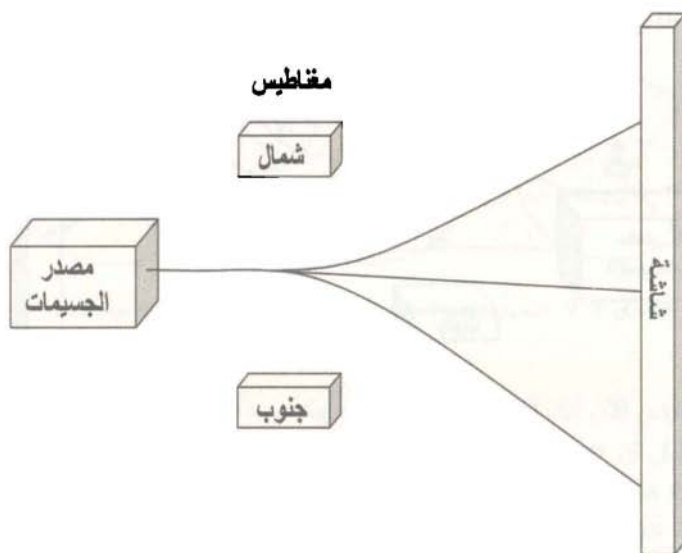 مغناطيس
شمال
مصدر
الجسيمات
شاشة
جنوب